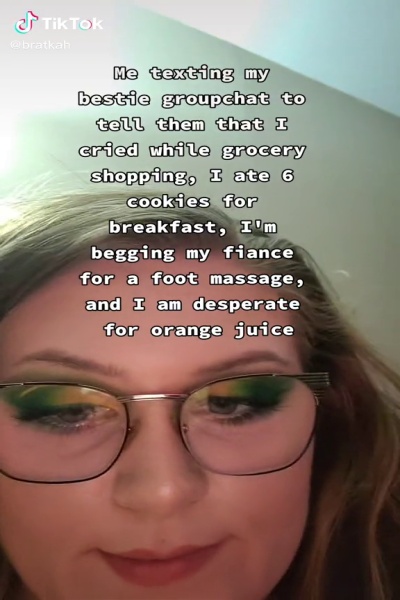 TikTok
@bratkah
Me texting my
bestie groupchat to
tell them that I
cried while grocery
shopping, I ate 6
cookies for
breakfast, I'm
begging my fiance
for a foot massage,
and I am desperate
for orange juice